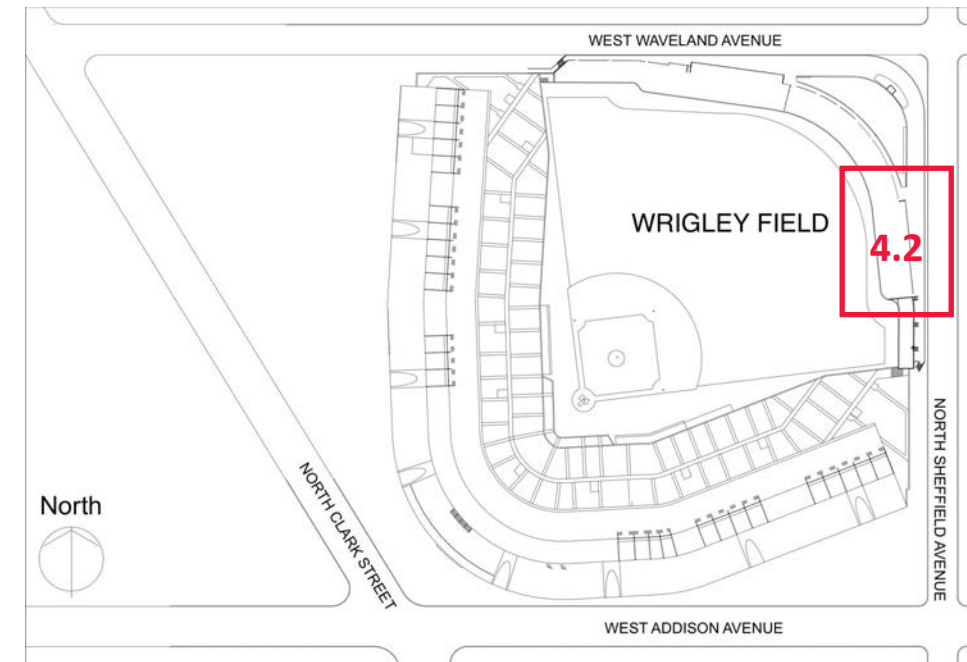 WEST WAVELAND AVENUE
WRIGLEY FIELD
4.2
NORTH SHEFFIELD AVENUE
North
NORTH CLARK STREET
WEST ADDISON AVENUE